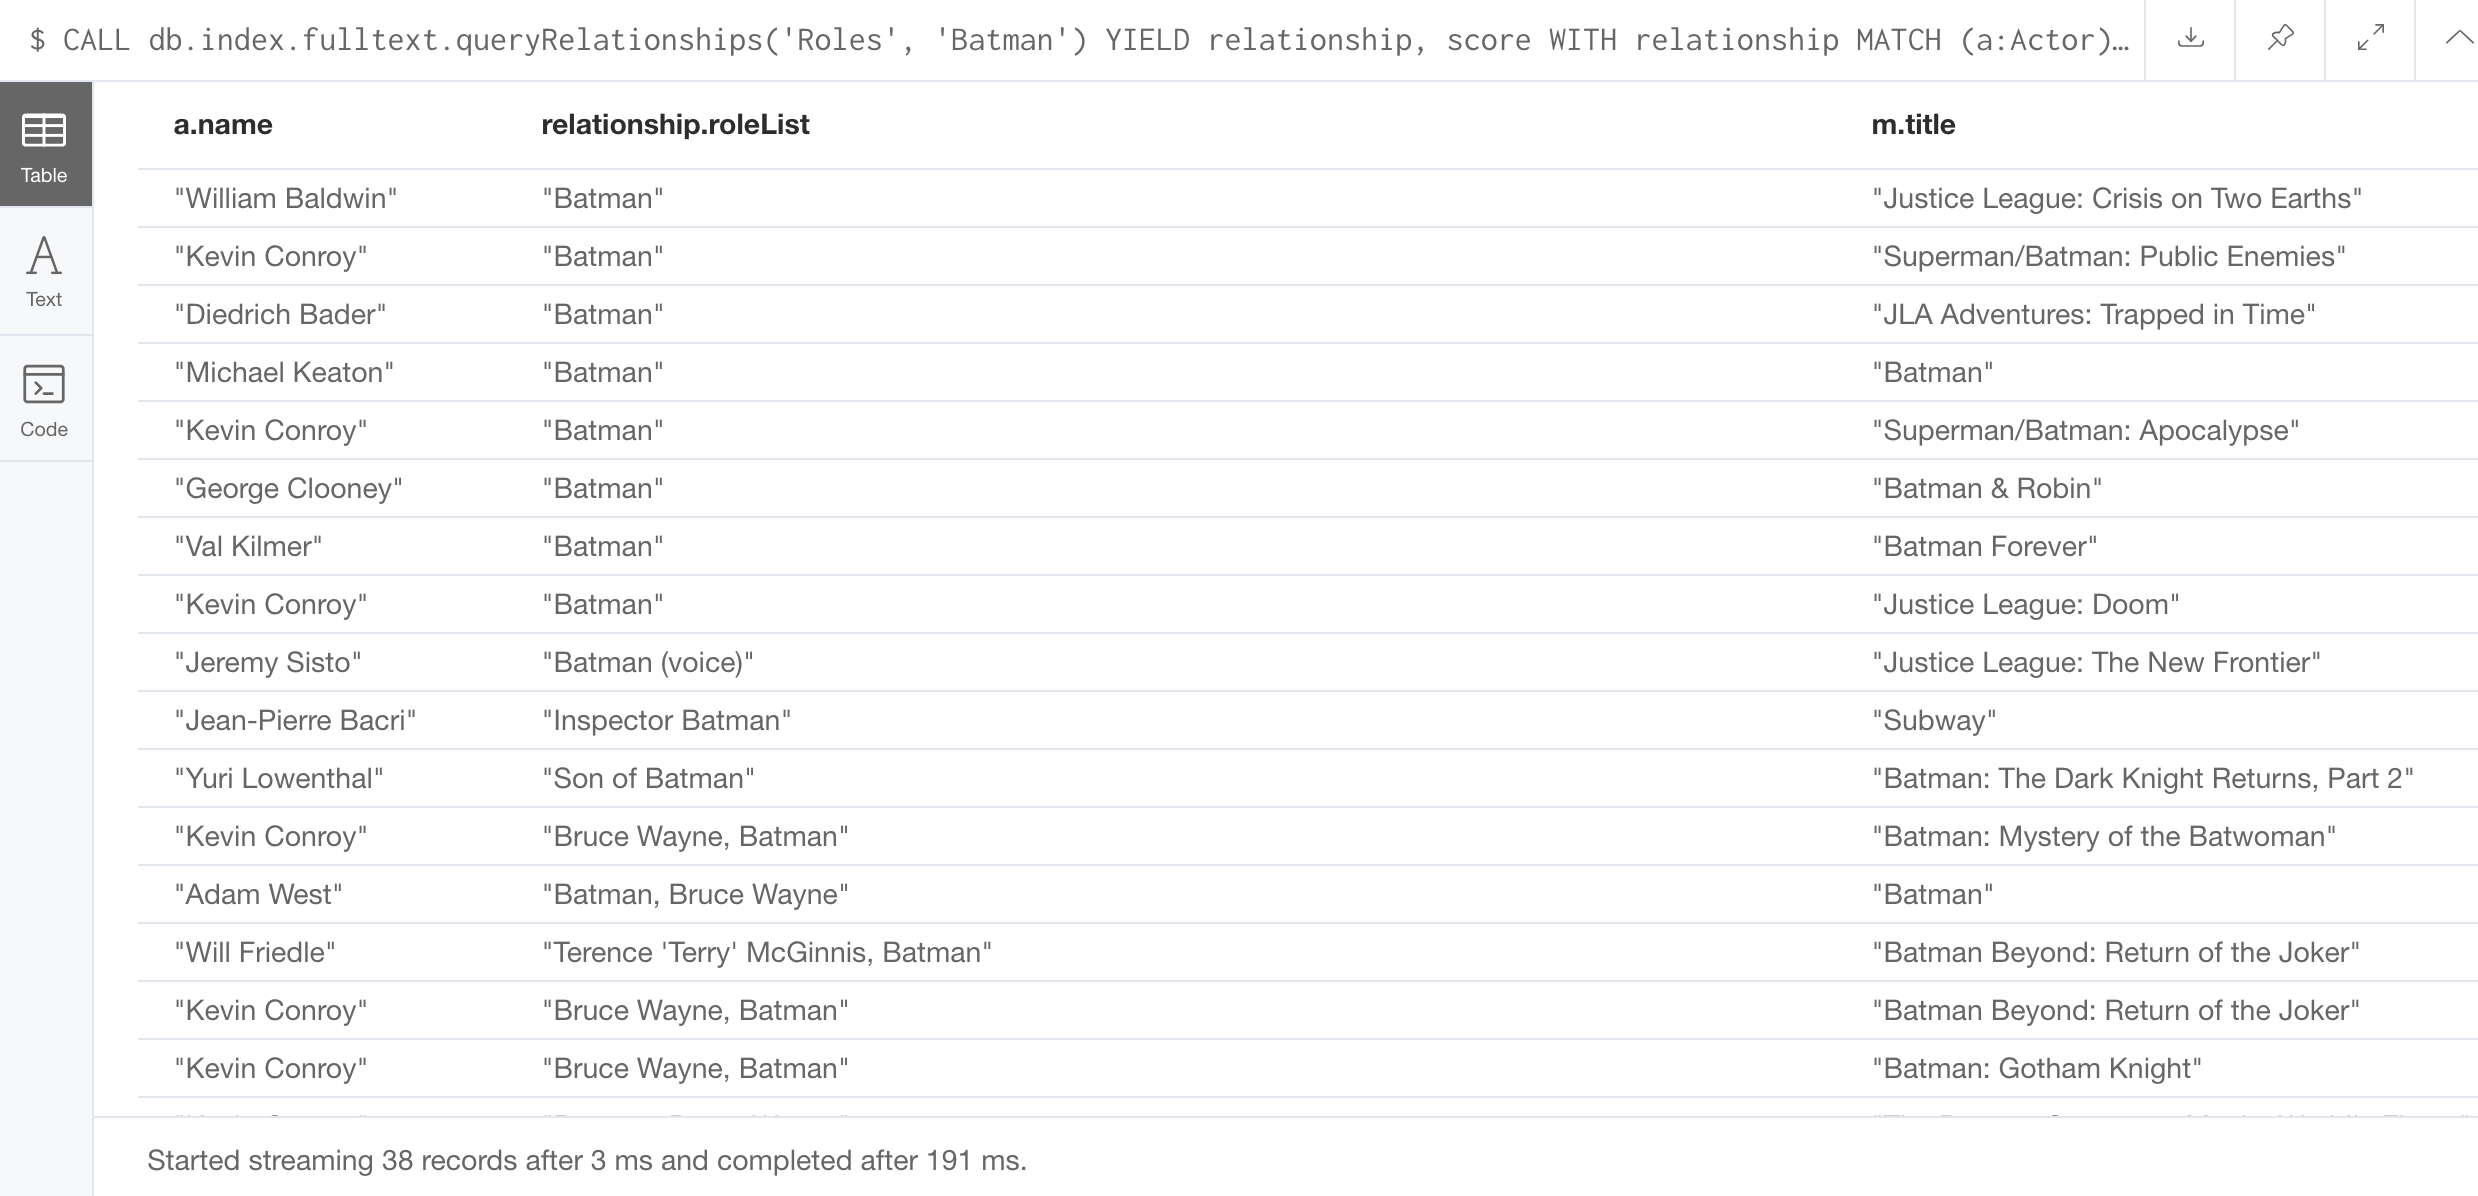 $ CALL db.index.fulltext.queryRelationships('Roles', 'Batman') YIELD relationship, score WITH relationship MATCH (a:Actor)…
Table
Text
Code
a.name relationship.roleList m.title
"William Baldwin" "Batman" "Justice League: Crisis on Two Earths"
"Kevin Conroy" "Batman" "Superman/Batman: Public Enemies"
"Diedrich Bader" "Batman" "JLA Adventures: Trapped in Time"
"Michael Keaton" "Batman" "Batman"
"Kevin Conroy" "Batman" "Superman/Batman: Apocalypse"
"George Clooney" "Batman" "Batman & Robin"
"Val Kilmer" "Batman" "Batman Forever"
"Kevin Conroy" "Batman" "Justice League: Doom"
"Jeremy Sisto" "Batman (voice)" "Justice League: The New Frontier"
"Jean-Pierre Bacri" "Inspector Batman" "Subway"
"Yuri Lowenthal" "Son of Batman" "Batman: The Dark Knight Returns, Part 2"
"Kevin Conroy" "Bruce Wayne, Batman" "Batman: Mystery of the Batwoman"
"Adam West" "Batman, Bruce Wayne" "Batman"
"Will Friedle" "Terence 'Terry' McGinnis, Batman" "Batman Beyond: Return of the Joker"
"Kevin Conroy" "Bruce Wayne, Batman" "Batman Beyond: Return of the Joker"
"Kevin Conroy" "Bruce Wayne, Batman" "Batman: Gotham Knight"
Started streaming 38 records after 3 ms and completed after 191 ms.